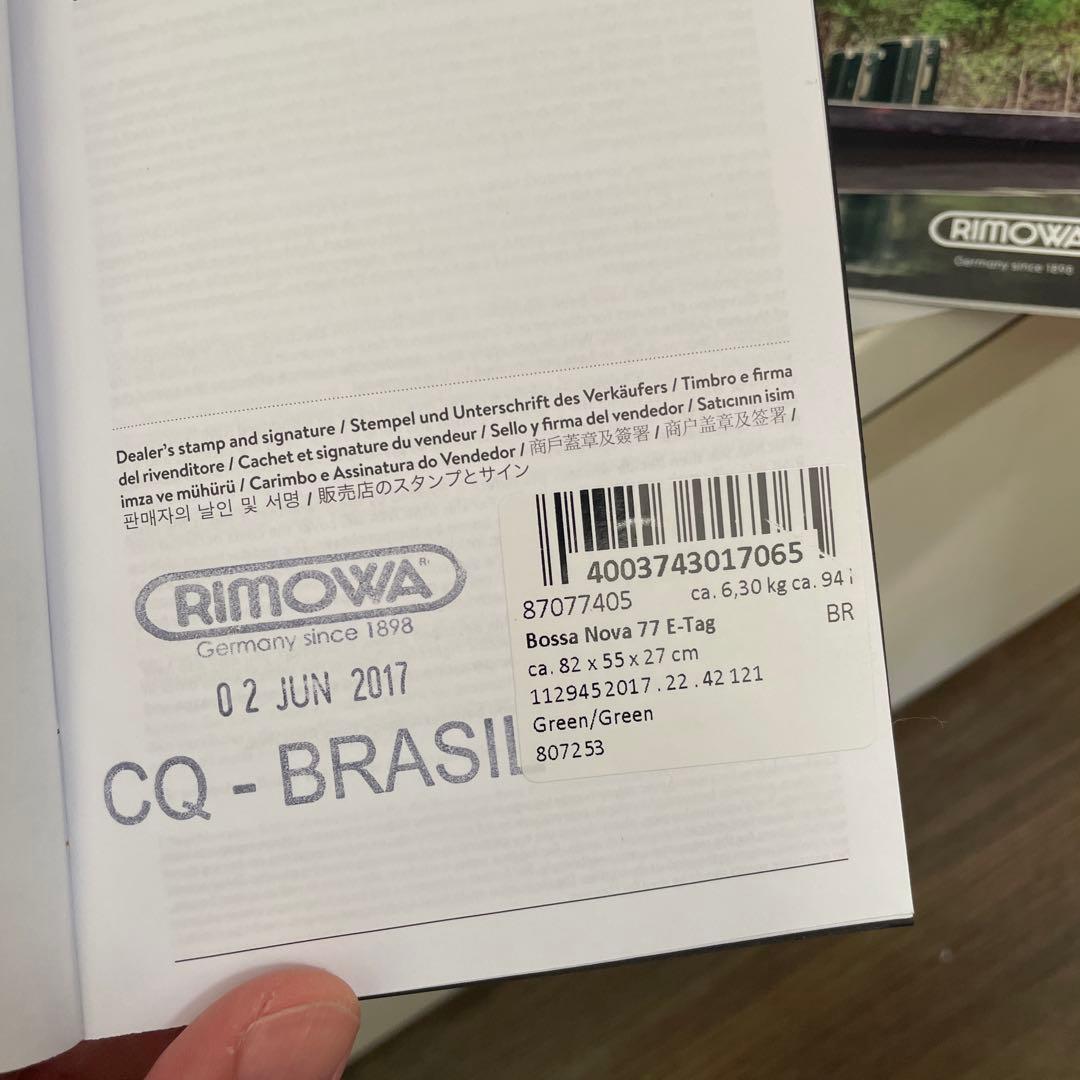 RIMOWA
Germany since 1898
Dealer's stamp and signature / Stempel und Unterschrift des Verkäufers / Timbro e firma
del rivenditore / Cachet et signature du vendeur / Sello y firma del vendedor / Satıcının isim
imza ve mühürü / Carimbo e Assinatura do Vendedor / 商戶蓋章及簽署 / 商户盖章及签署 /
판매자의 날인 및 서명 / 販売店のスタンプとサイン
RIMOWA®
Germany since 1898
02 JUN 2017
CQ - BRASIL
4003743017065
87077405 ca. 6,30 kg ca. 94
Bossa Nova 77 E-Tag BR
ca. 82 x 55 x 27 cm
1129452017 . 22 . 42 121
Green/Green
807253